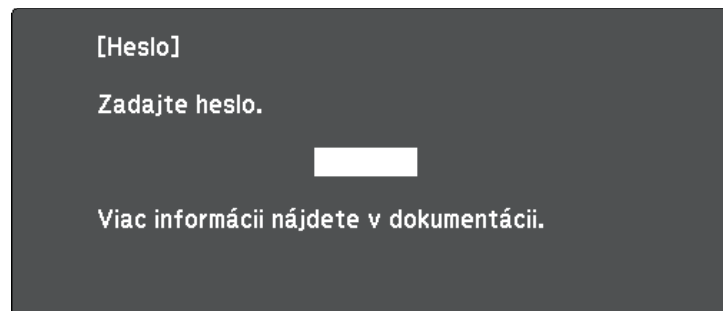 [Heslo]
Zadajte heslo.
Viac informácii nájdete v dokumentácii.